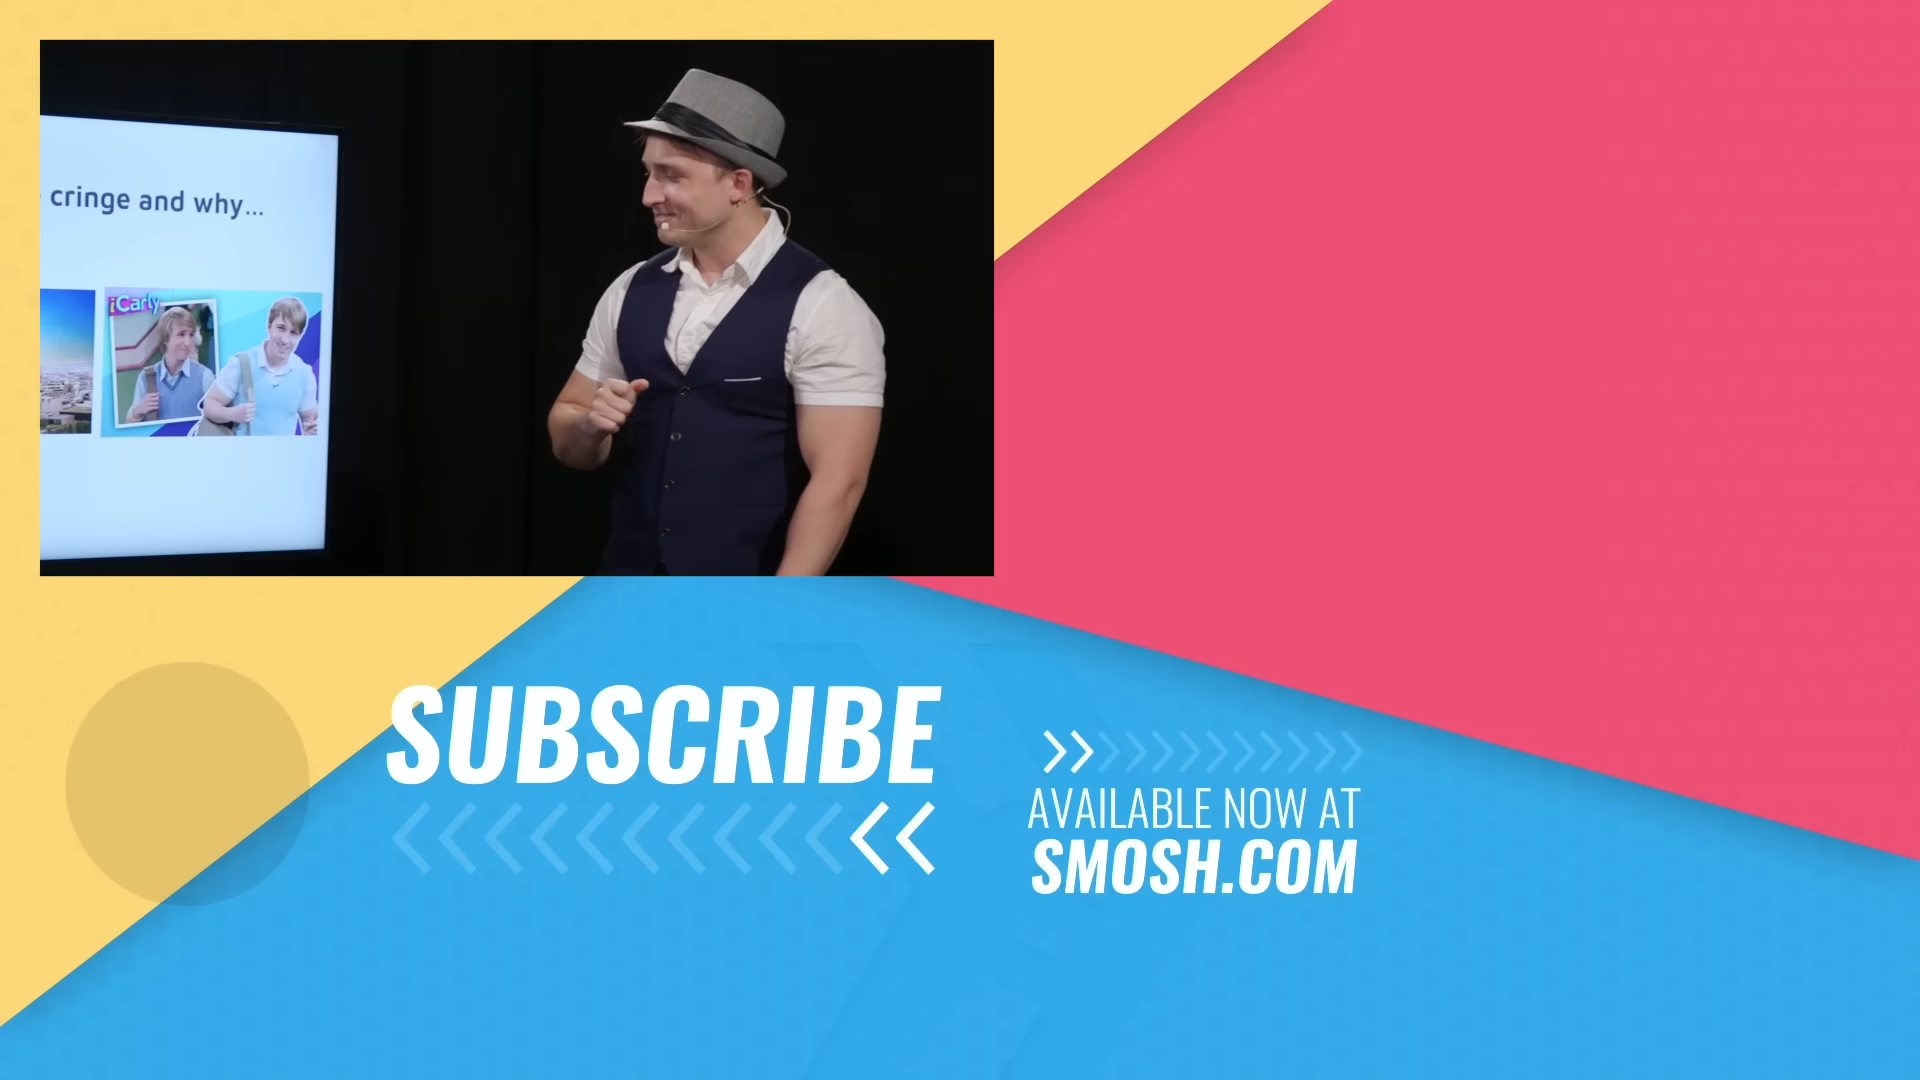 cringe and why...
iCarly
SUBSCRIBE
AVAILABLE NOW AT
SMOSH.COM